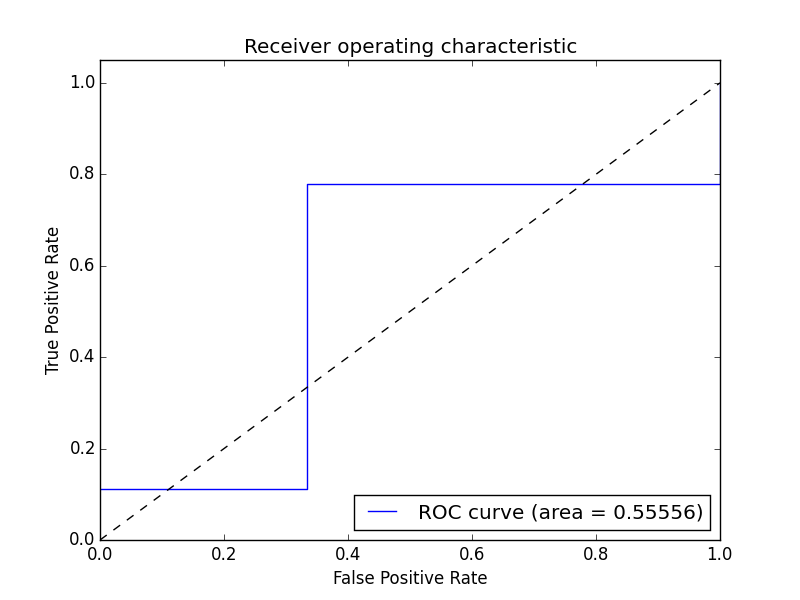 Receiver operating characteristic
True Positive Rate
1.0
0.8
0.6
0.4
0.2
0.0
ROC curve (area = 0.55556)
0.0 0.2 0.4 0.6 0.8 1.0
False Positive Rate